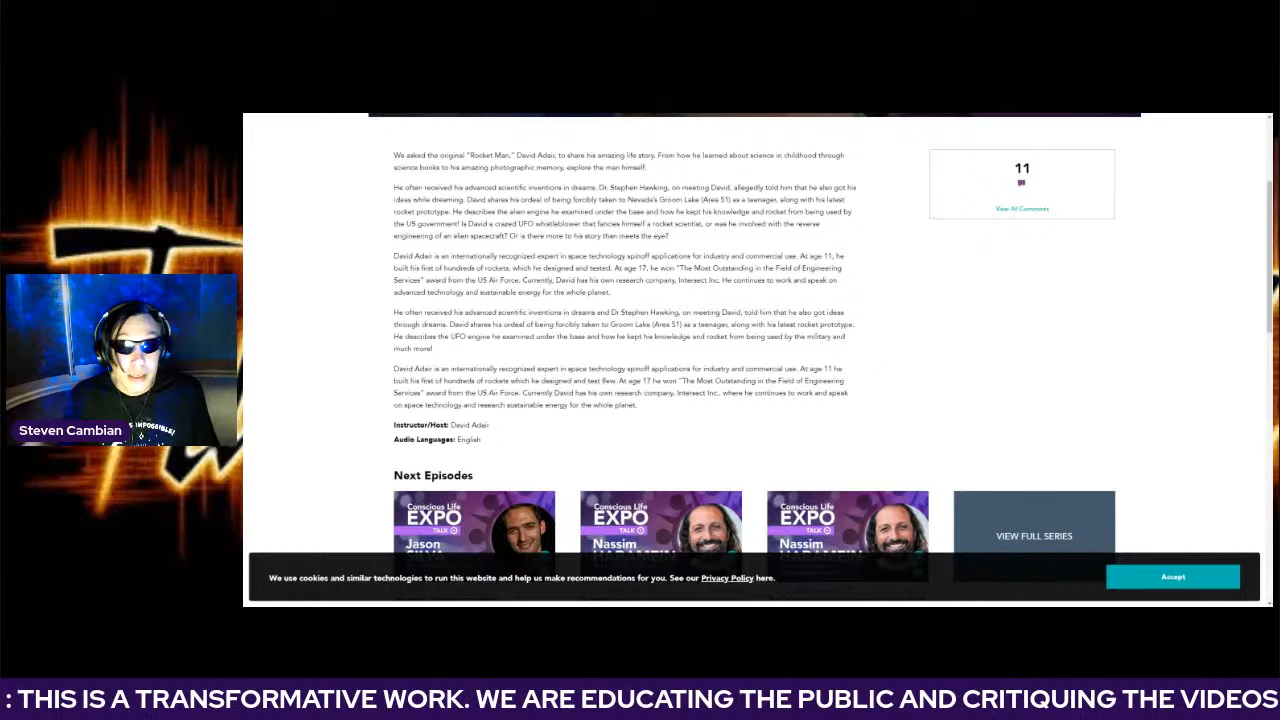 We asked the original "Rocket Man," David Adair, to share his amazing life story. From how he learned about science in childhood through
science books to his amazing photographic memory, explore the man himself.
He often received his advanced scientific inventions in dreams. Dr. Stephen Hawking, on meeting David, allegedly told him that he also got his
ideas while dreaming. David shares his ordeal of being forcibly taken to Nevada's Groom Lake (Area 51) as a teenager, along with his latest
rocket prototype. He describes the alien engine he examined under the base and how he kept his knowledge and rocket from being used by
the US government! Is David a crazed UFO whistleblower that fancies himself a rocket scientist, or was he involved with the reverse
engineering of an alien spacecraft? Or is there more to his story than meets the eye?
David Adair is an internationally recognized expert in space technology spinoff applications for industry and commercial use. At age 11, he
built his first of hundreds of rockets, which he designed and tested. At age 17, he won "The Most Outstanding in the Field of Engineering
Services" award from the US Air Force. Currently, David has his own research company, Intersect Inc. He continues to work and speak on
advanced technology and sustainable energy for the whole planet.
He often received his advanced scientific inventions in dreams and Dr Stephen Hawking, on meeting David, told him that he also got ideas
through dreams. David shares his ordeal of being forcibly taken to Groom Lake (Area 51) as a teenager, along with his latest rocket prototype.
He describes the UFO engine he examined under the base and how he kept his knowledge and rocket from being used by the military and
much more!
David Adair is an internationally recognized expert in space technology spinoff applications for industry and commercial use. At age 11 he
built his first of hundreds of rockets which he designed and test flew. At age 17 he won "The Most Outstanding in the Field of Engineering
Services" award from the US Air Force. Currently David has his own research company, Intersect Inc., where he continues to work and speak
on space technology and research sustainable energy for the whole planet.
Instructor/Host: David Adair
Audio Languages: English
11
View All Comments
Next Episodes
Conscious Life
EXPO
TALK
Jason
SILVA
Conscious Life
EXPO
TALK
Nassim
HARAMEIN
Conscious Life
EXPO
TALK
Nassim
HARAMEIN
VIEW FULL SERIES
We use cookies and similar technologies to run this website and help us make recommendations for you. See our Privacy Policy here.
Accept
IMPOSSIBLE!
Steven Cambian
: THIS IS A TRANSFORMATIVE WORK. WE ARE EDUCATING THE PUBLIC AND CRITIQUING THE VIDEOS